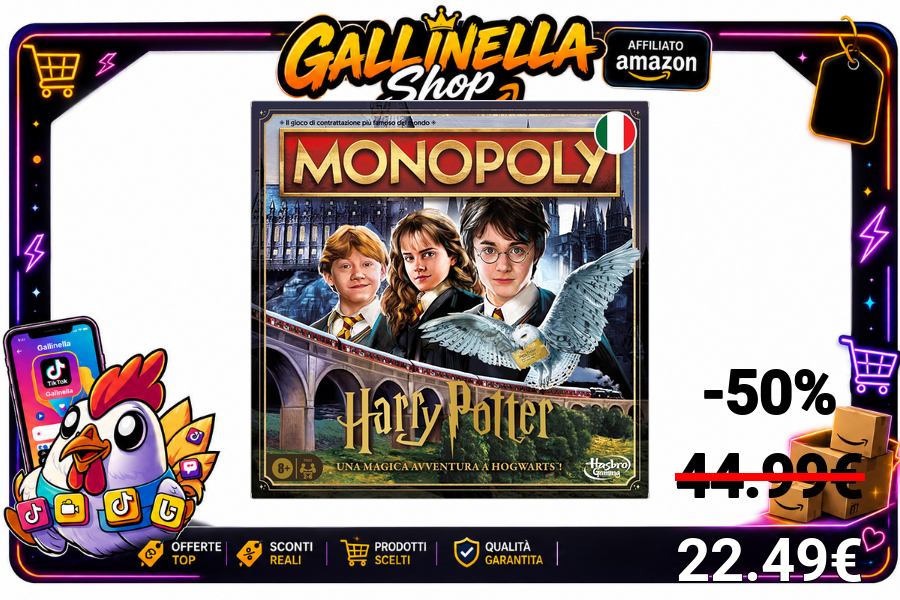 GALLINELLA
Shop
AFFILIATO
amazon
+ Il gioco di contrattazione più famoso del mondo +
MONOPOLY
Gallinella
TikTok
Gallinella
Harry Potter
8+
2-6
UNA MAGICA AVVENTURA A HOGWARTS!
Hasbro
Gaming
-50%
44.99€
22.49€
OFFERTE
TOP
SCONTI
REALI
PRODOTTI
SCELTI
QUALITÀ
GARANTITA